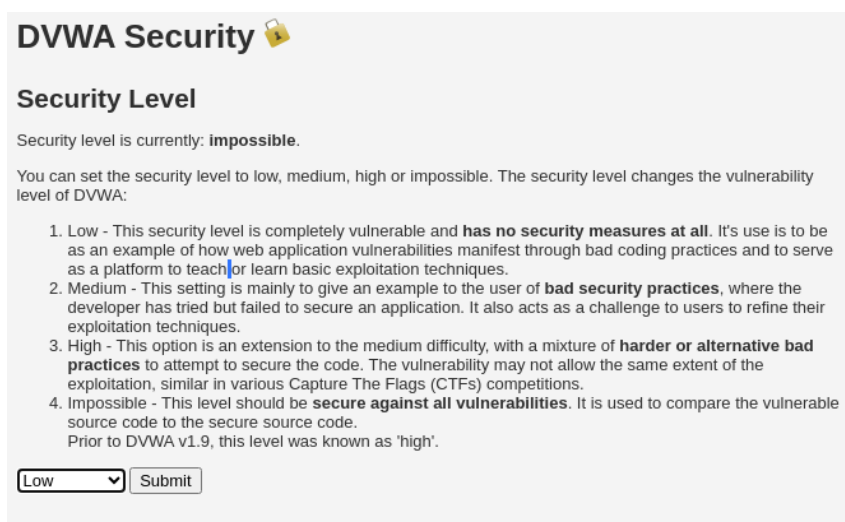 DVWA Security
Security Level
Security level is currently: impossible.
You can set the security level to low, medium, high or impossible. The security level changes the vulnerability
level of DVWA:
1. Low - This security level is completely vulnerable and has no security measures at all. It's use is to be
as an example of how web application vulnerabilities manifest through bad coding practices and to serve
as a platform to teach or learn basic exploitation techniques.
2. Medium - This setting is mainly to give an example to the user of bad security practices, where the
developer has tried but failed to secure an application. It also acts as a challenge to users to refine their
exploitation techniques.
3. High - This option is an extension to the medium difficulty, with a mixture of harder or alternative bad
practices to attempt to secure the code. The vulnerability may not allow the same extent of the
exploitation, similar in various Capture The Flags (CTFs) competitions.
4. Impossible - This level should be secure against all vulnerabilities. It is used to compare the vulnerable
source code to the secure source code.
Prior to DVWA v1.9, this level was known as 'high'.
Low Submit